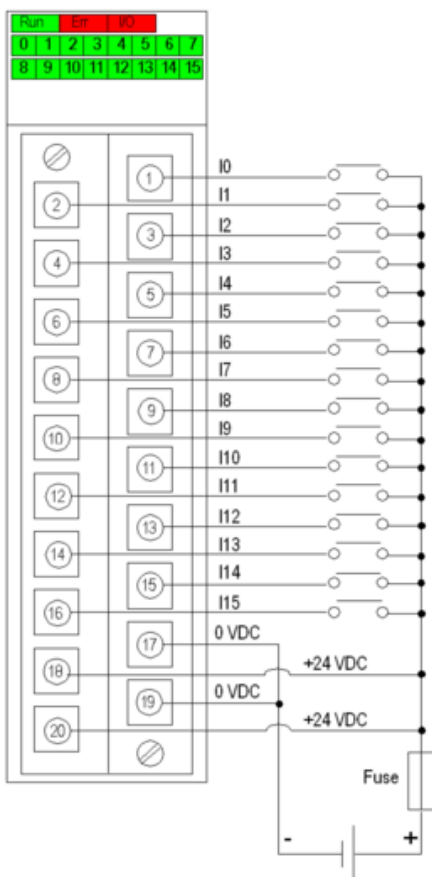 Run Err I/O
0 1 2 3 4 5 6 7
8 9 10 11 12 13 14 15
1 I0
2 I1
3 I2
4 I3
5 I4
6 I5
7 I6
8 I7
9 I8
10 I9
11 I10
12 I11
13 I12
14 I13
15 I14
16 I15
17 0 VDC
18 +24 VDC
19 0 VDC
20 +24 VDC
Fuse
- +